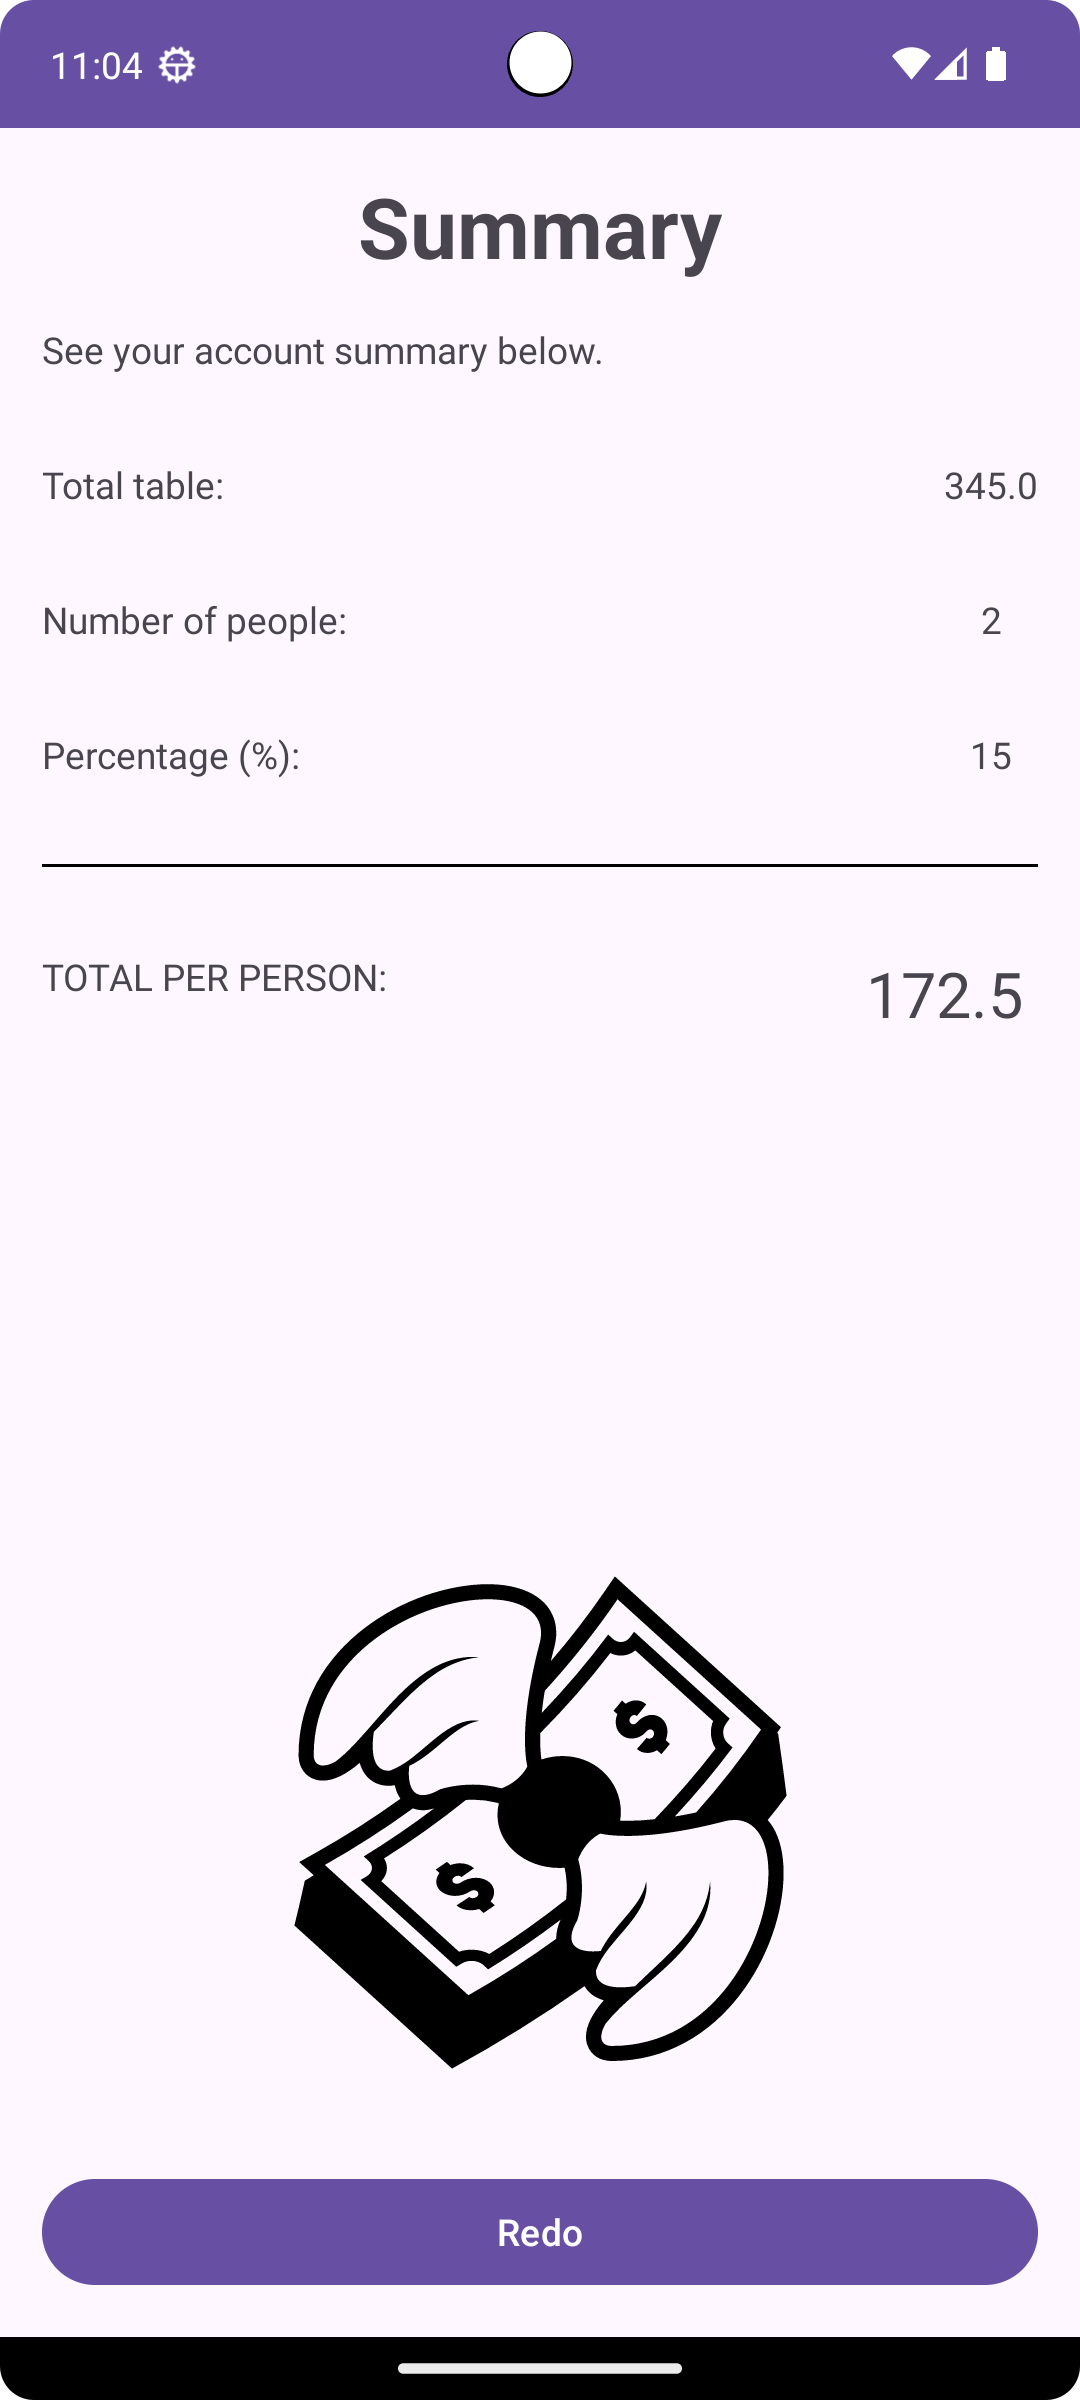 11:04
Summary
See your account summary below.
Total table: 345.0
Number of people: 2
Percentage (%): 15
TOTAL PER PERSON: 172.5
$
$
Redo